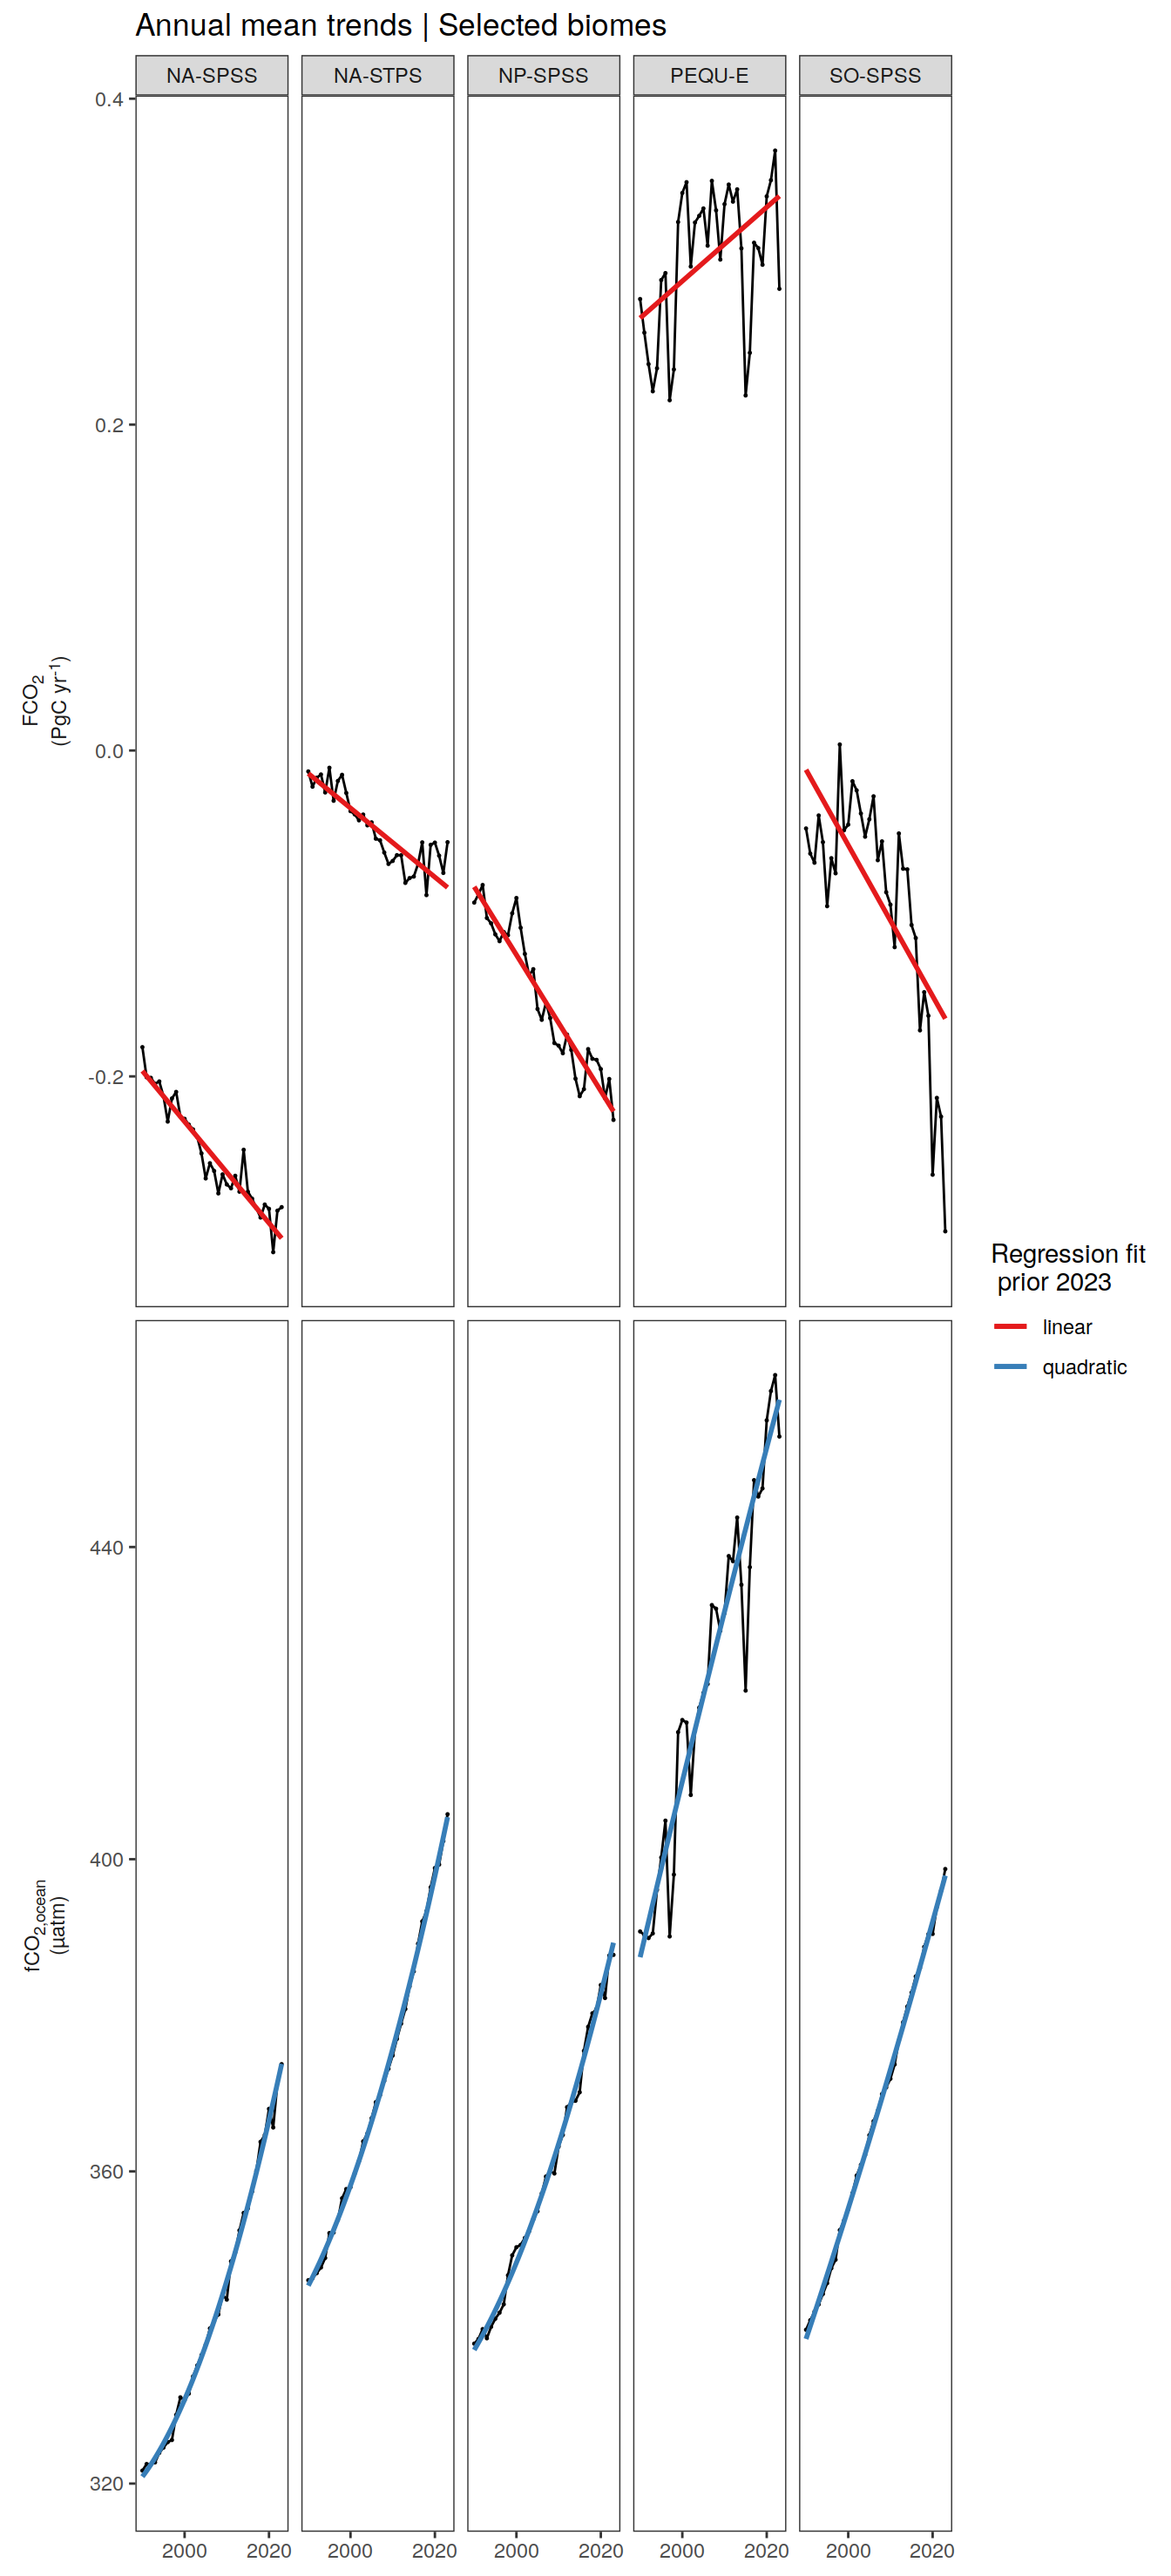 Annual mean trends | Selected biomes
NA-SPSS NA-STPS NP-SPSS PEQU-E SO-SPSS
0.4
0.2
0.0
-0.2
FCO₂
(PgC yr⁻¹)
440
400
360
320
fCO₂,ocean
(µatm)
2000 2020 2000 2020 2000 2020 2000 2020 2000 2020
Regression fit
prior 2023
linear
quadratic